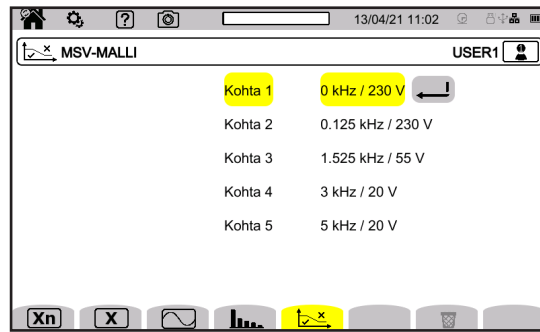 ? 13/04/21 11:02
MSV-MALLI USER1
Kohta 1 0 kHz / 230 V
Kohta 2 0.125 kHz / 230 V
Kohta 3 1.525 kHz / 55 V
Kohta 4 3 kHz / 20 V
Kohta 5 5 kHz / 20 V
Xn X